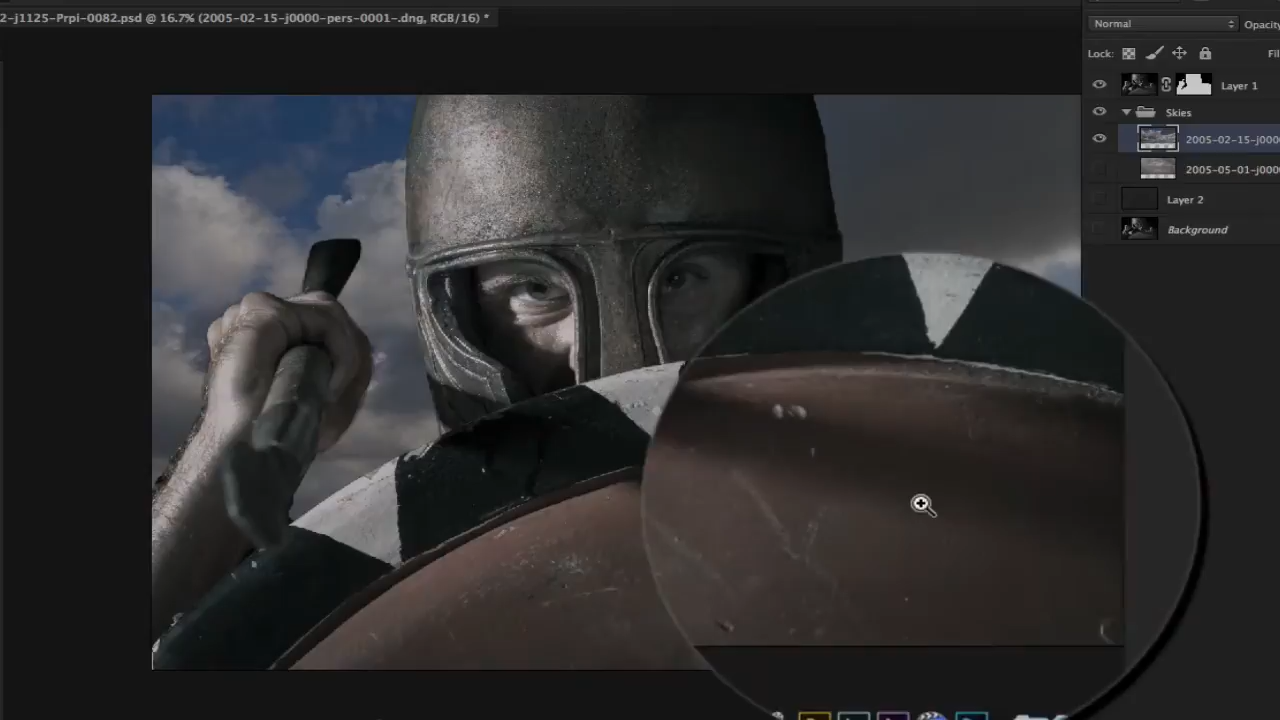 2-j1125-Prpi-0082.psd @ 16.7% (2005-02-15-j0000-pers-0001-.dng, RGB/16) *
Normal
Opacity
Lock:
Layer 1
Skies
2005-02-15-j000
2005-05-01-j000
Layer 2
Background